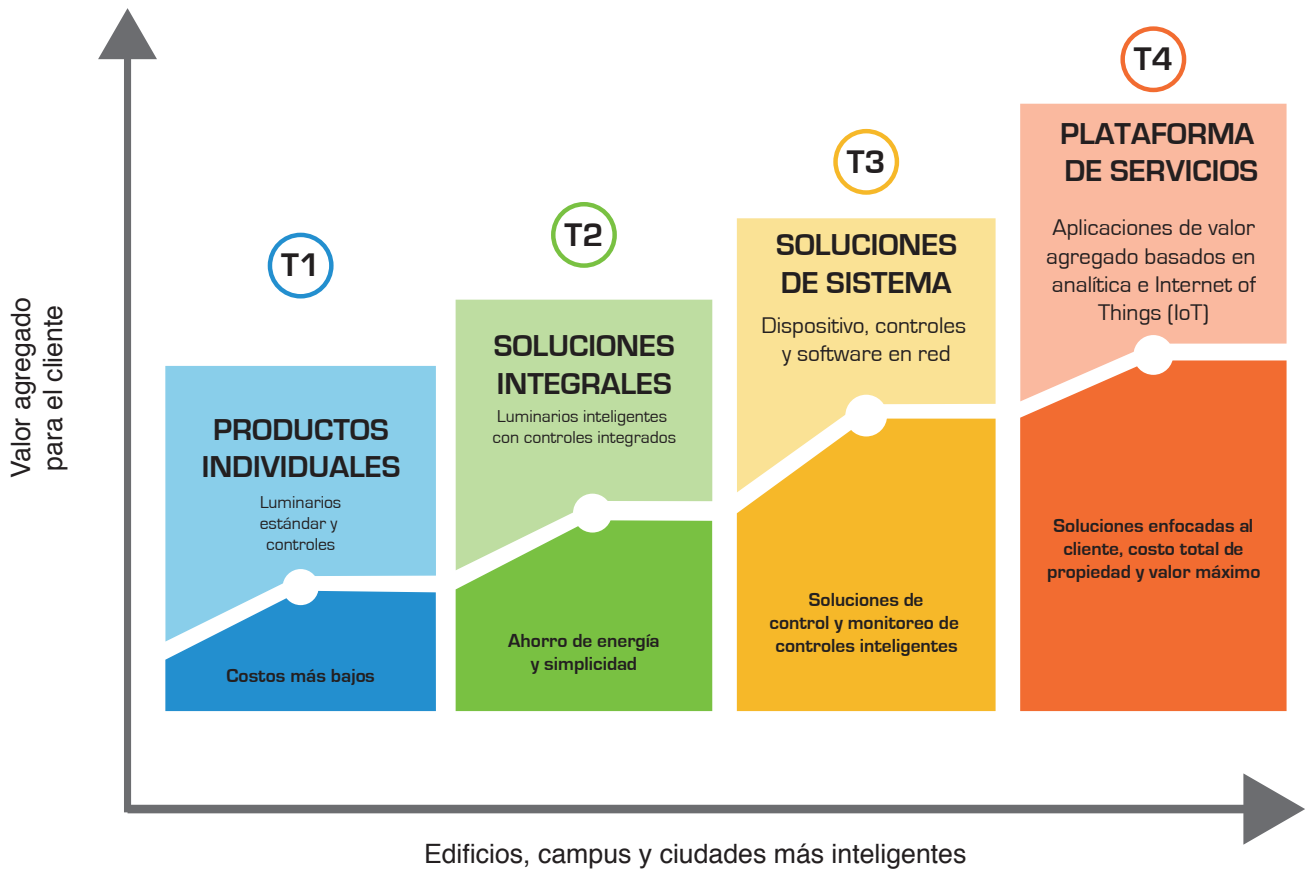 Valor agregado
para el cliente
T1
PRODUCTOS
INDIVIDUALES
Luminarios
estándar y
controles
Costos más bajos
T2
SOLUCIONES
INTEGRALES
Luminarios inteligentes
con controles integrados
Ahorro de energía
y simplicidad
T3
SOLUCIONES
DE SISTEMA
Dispositivo, controles
y software en red
Soluciones de
control y monitoreo de
controles inteligentes
T4
PLATAFORMA
DE SERVICIOS
Aplicaciones de valor
agregado basados en
analítica e Internet of
Things (IoT)
Soluciones enfocadas al
cliente, costo total de
propiedad y valor máximo
Edificios, campus y ciudades más inteligentes